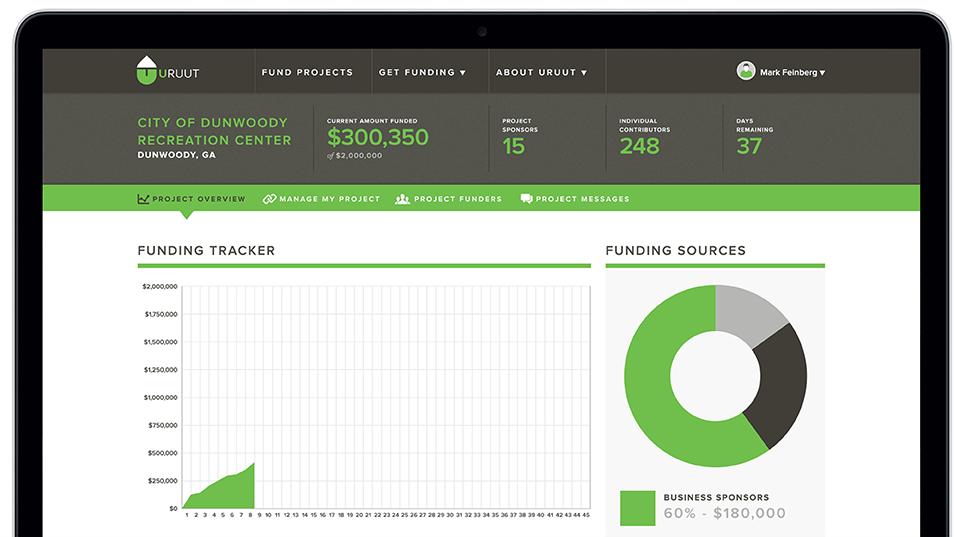 URUUT
FUND PROJECTS
GET FUNDING ▼
ABOUT URUUT ▼
Mark Feinberg ▼
CITY OF DUNWOODY
RECREATION CENTER
DUNWOODY, GA
CURRENT AMOUNT FUNDED
$300,350
of $2,000,000
PROJECT
SPONSORS
15
INDIVIDUAL
CONTRIBUTORS
248
DAYS
REMAINING
37
PROJECT OVERVIEW
MANAGE MY PROJECT
PROJECT FUNDERS
PROJECT MESSAGES
FUNDING TRACKER
$2,000,000
$1,750,000
$1,500,000
$1,250,000
$1,000,000
$750,000
$500,000
$250,000
$0
1 2 3 4 5 6 7 8 9 10 11 12 13 14 15 16 17 18 19 20 21 22 23 24 25 26 27 28 29 30 31 32 33 34 35 36 37 38 39 40 41 42 43 44 45
FUNDING SOURCES
BUSINESS SPONSORS
60% - $180,000